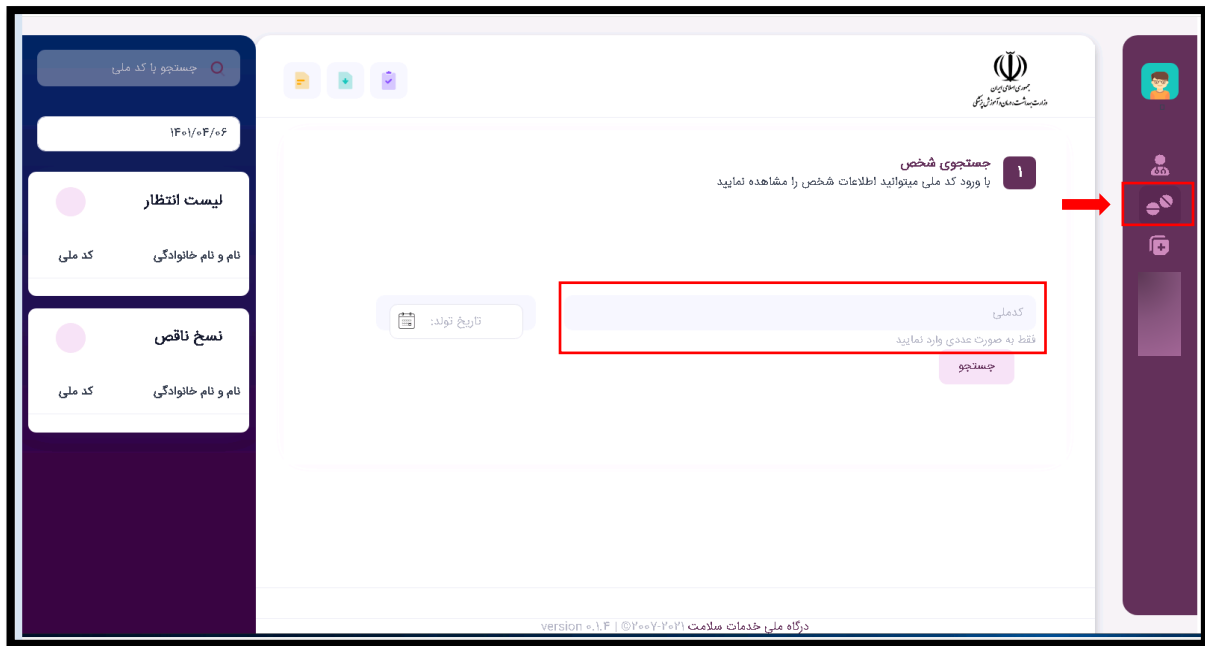 جمهوری اسلامی ایران
وزارت بهداشت، درمان و آموزش پزشکی
۱
جستجوی شخص
با ورود کد ملی میتوانید اطلاعات شخص را مشاهده نمایید
کدملی
فقط به صورت عددی وارد نمایید
تاریخ تولد:
جستجو
جستجو با کد ملی
۱۴۰۱/۰۴/۰۶
لیست انتظار
نام و نام خانوادگی کد ملی
نسخ ناقص
نام و نام خانوادگی کد ملی
درگاه ملی خدمات سلامت ۲۰۰۷-۲۰۲۱© | version ۰.۱.۴